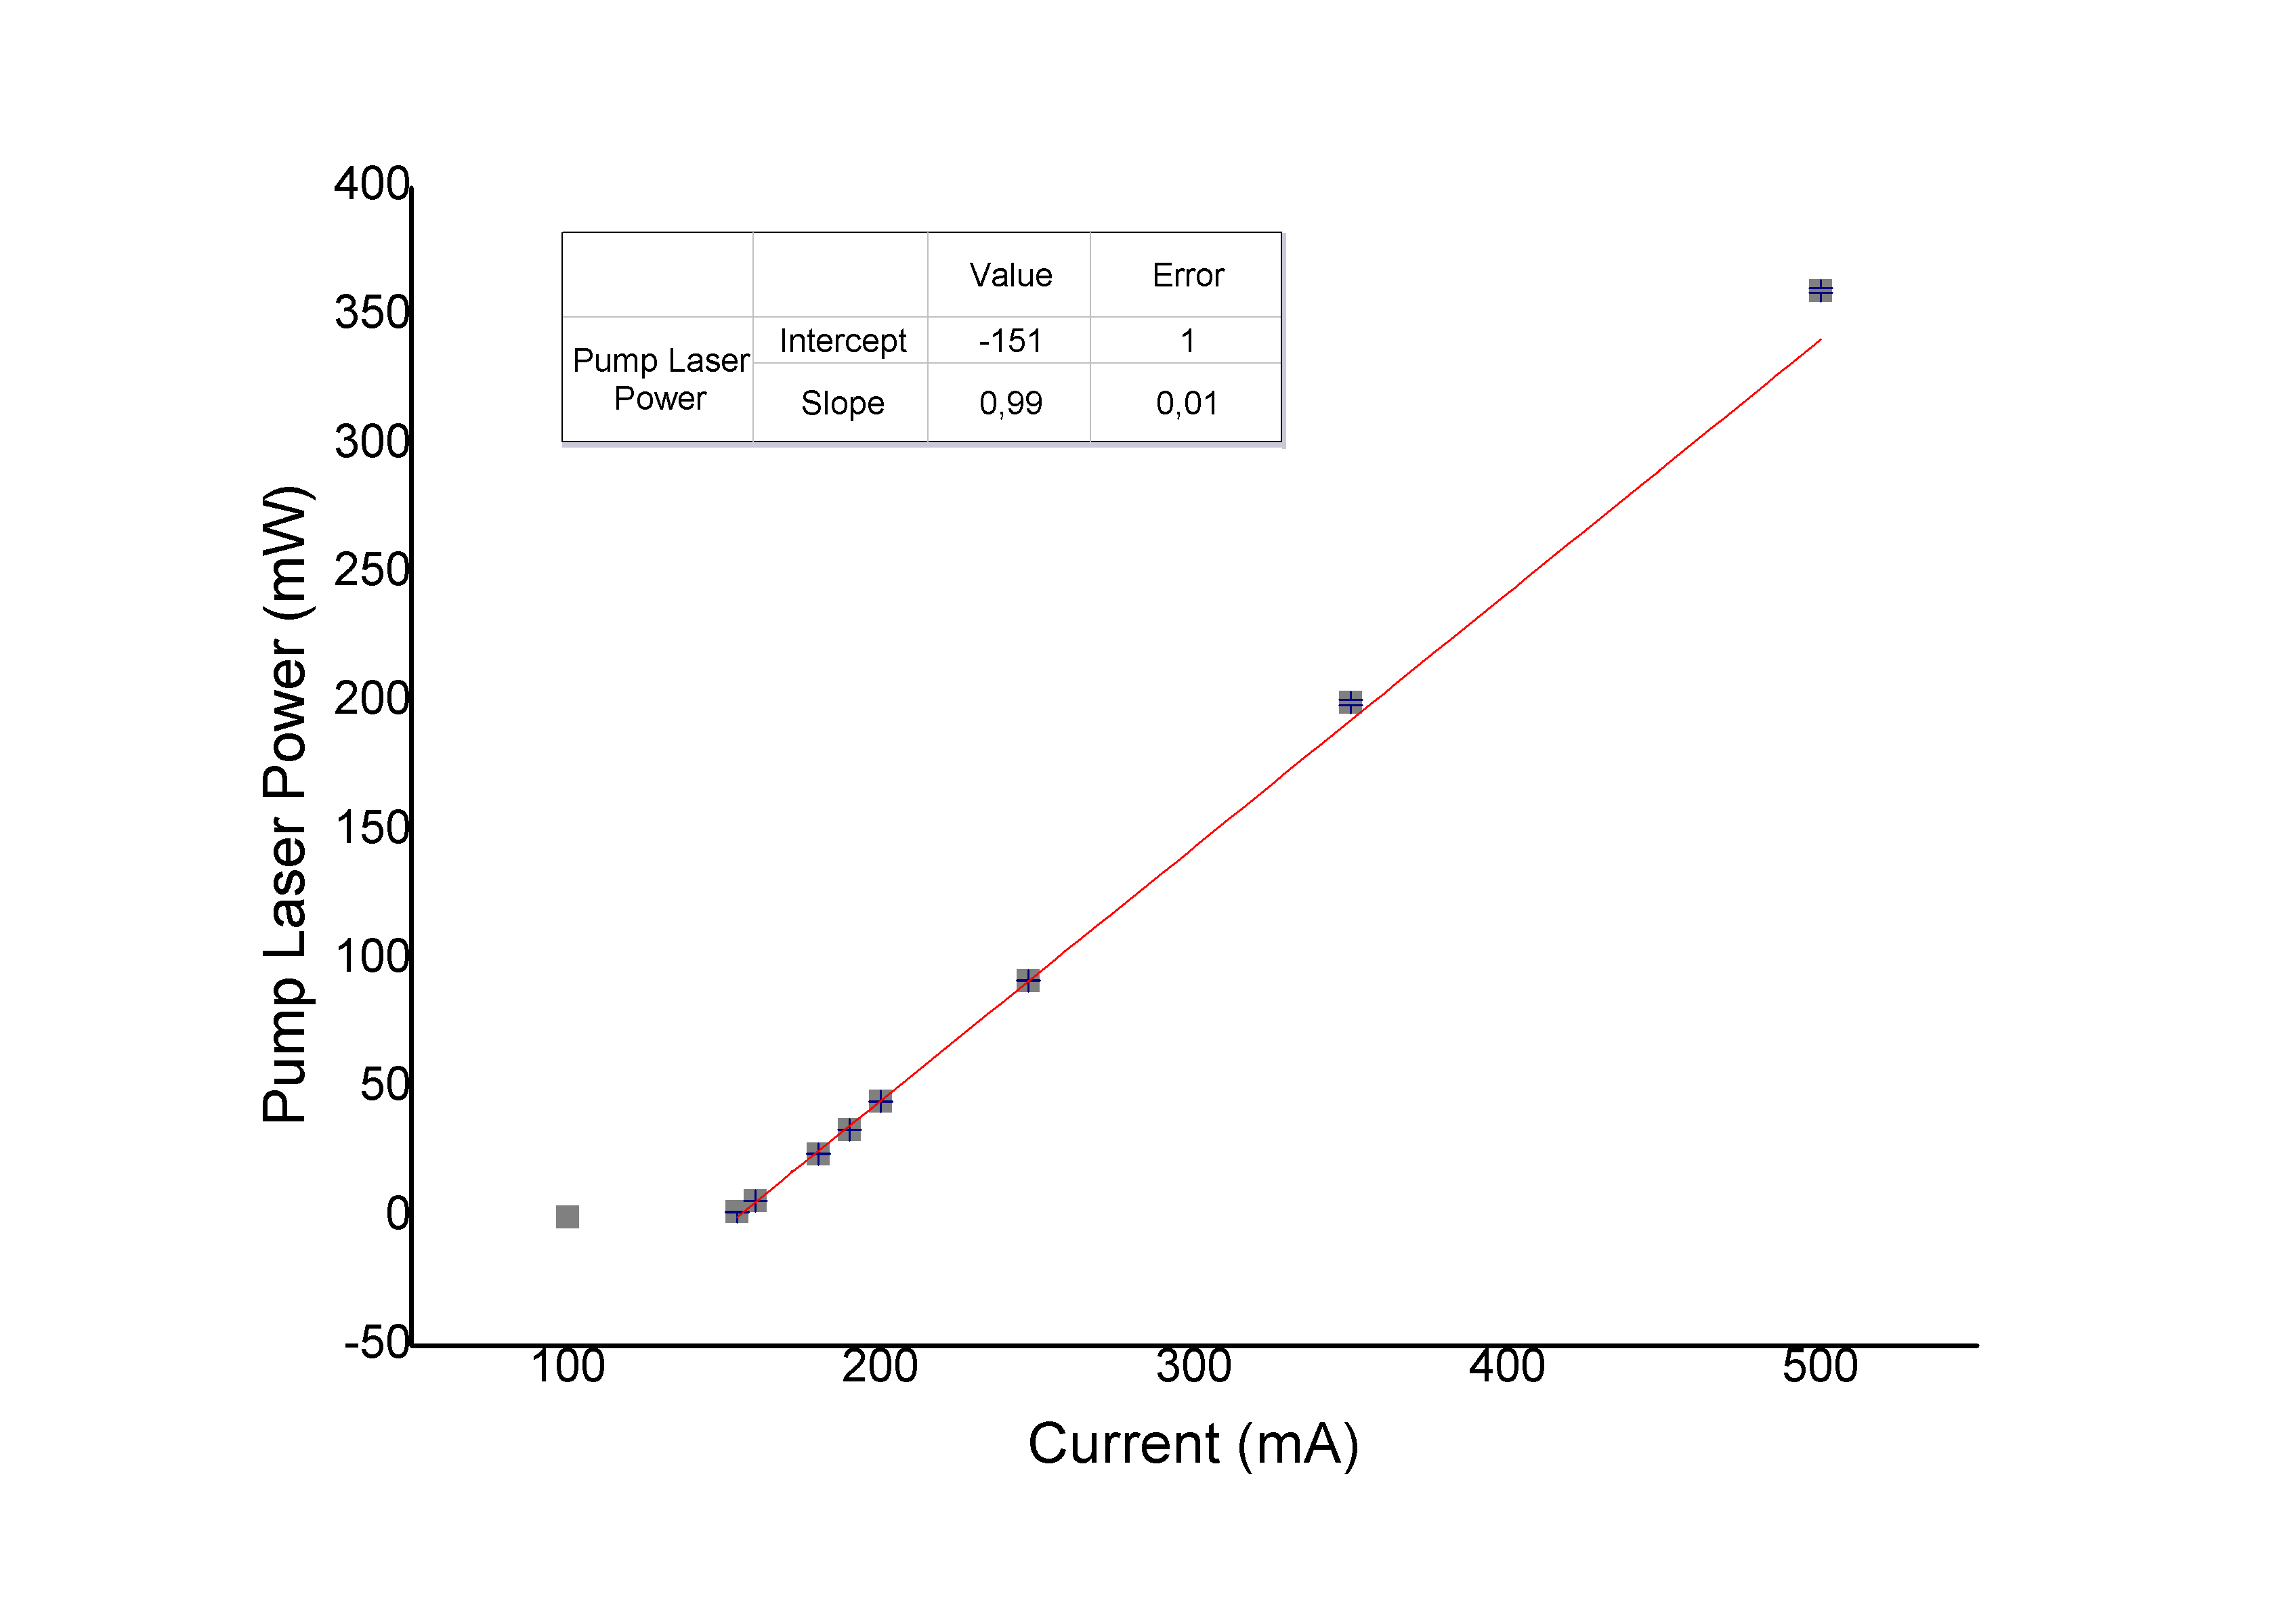 400
350
300
250
200
150
100
50
0
-50
Pump Laser Power (mW)
Value Error
Pump Laser Power
Intercept -151 1
Slope 0,99 0,01
100 200 300 400 500
Current (mA)